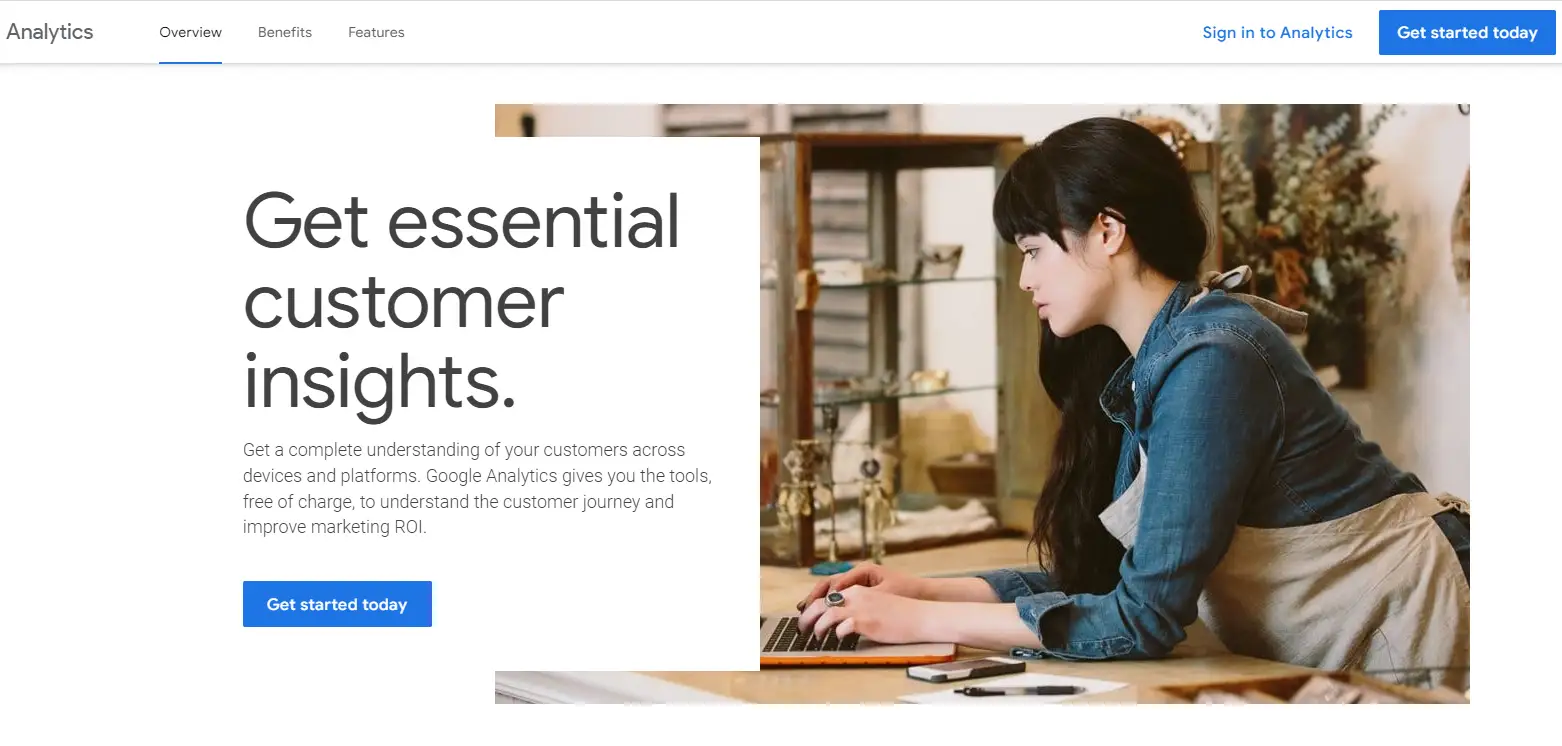 Analytics
Overview
Benefits
Features
Sign in to Analytics
Get started today
Get essential
customer
insights.
Get a complete understanding of your customers across
devices and platforms. Google Analytics gives you the tools,
free of charge, to understand the customer journey and
improve marketing ROI.
Get started today